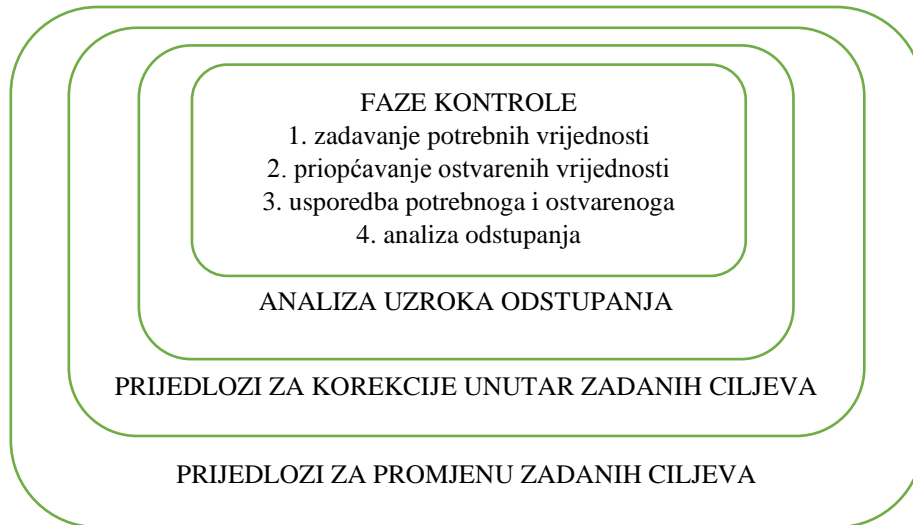 FAZE KONTROLE
1. zadavanje potrebnih vrijednosti
2. priopćavanje ostvarenih vrijednosti
3. usporedba potrebnoga i ostvarenoga
4. analiza odstupanja
ANALIZA UZROKA ODSTUPANJA
PRIJEDLOZI ZA KOREKCIJE UNUTAR ZADANIH CILJEVA
PRIJEDLOZI ZA PROMJENU ZADANIH CILJEVA